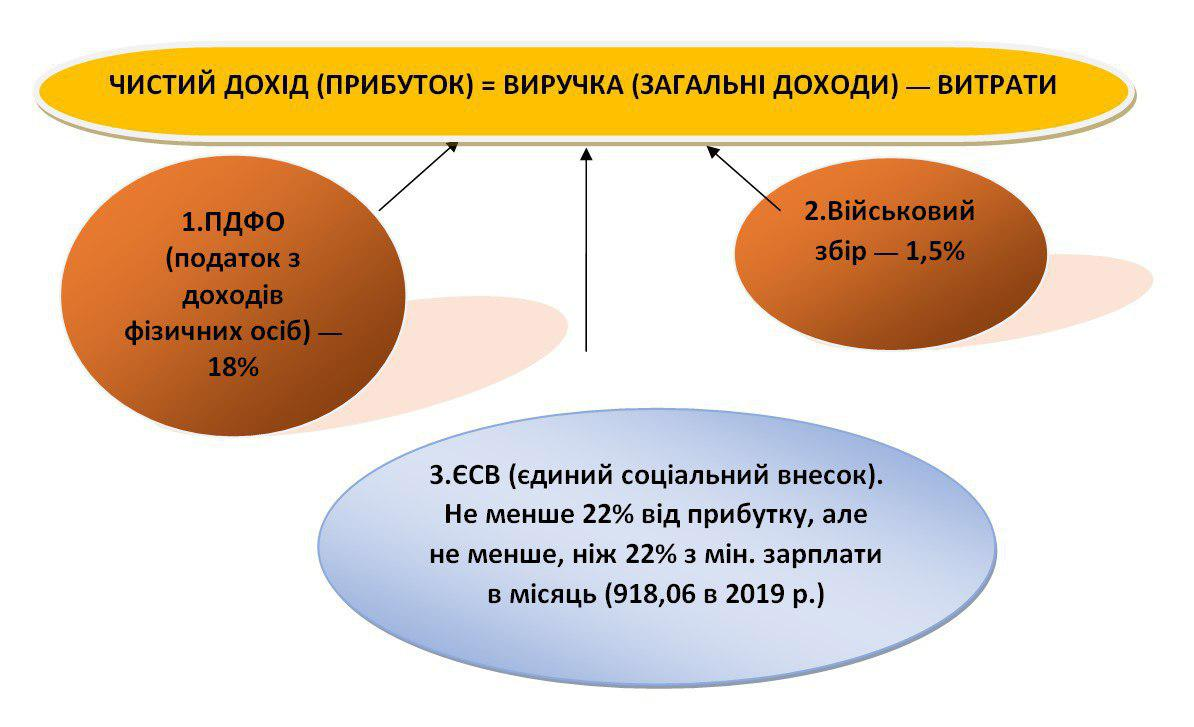 ЧИСТИЙ ДОХІД (ПРИБУТОК) = ВИРУЧКА (ЗАГАЛЬНІ ДОХОДИ) — ВИТРАТИ
1.ПДФО
(податок з
доходів
фізичних осіб) —
18%
2.Військовий
збір — 1,5%
3.ЄСВ (єдиний соціальний внесок).
Не менше 22% від прибутку, але
не менше, ніж 22% з мін. зарплати
в місяць (918,06 в 2019 р.)